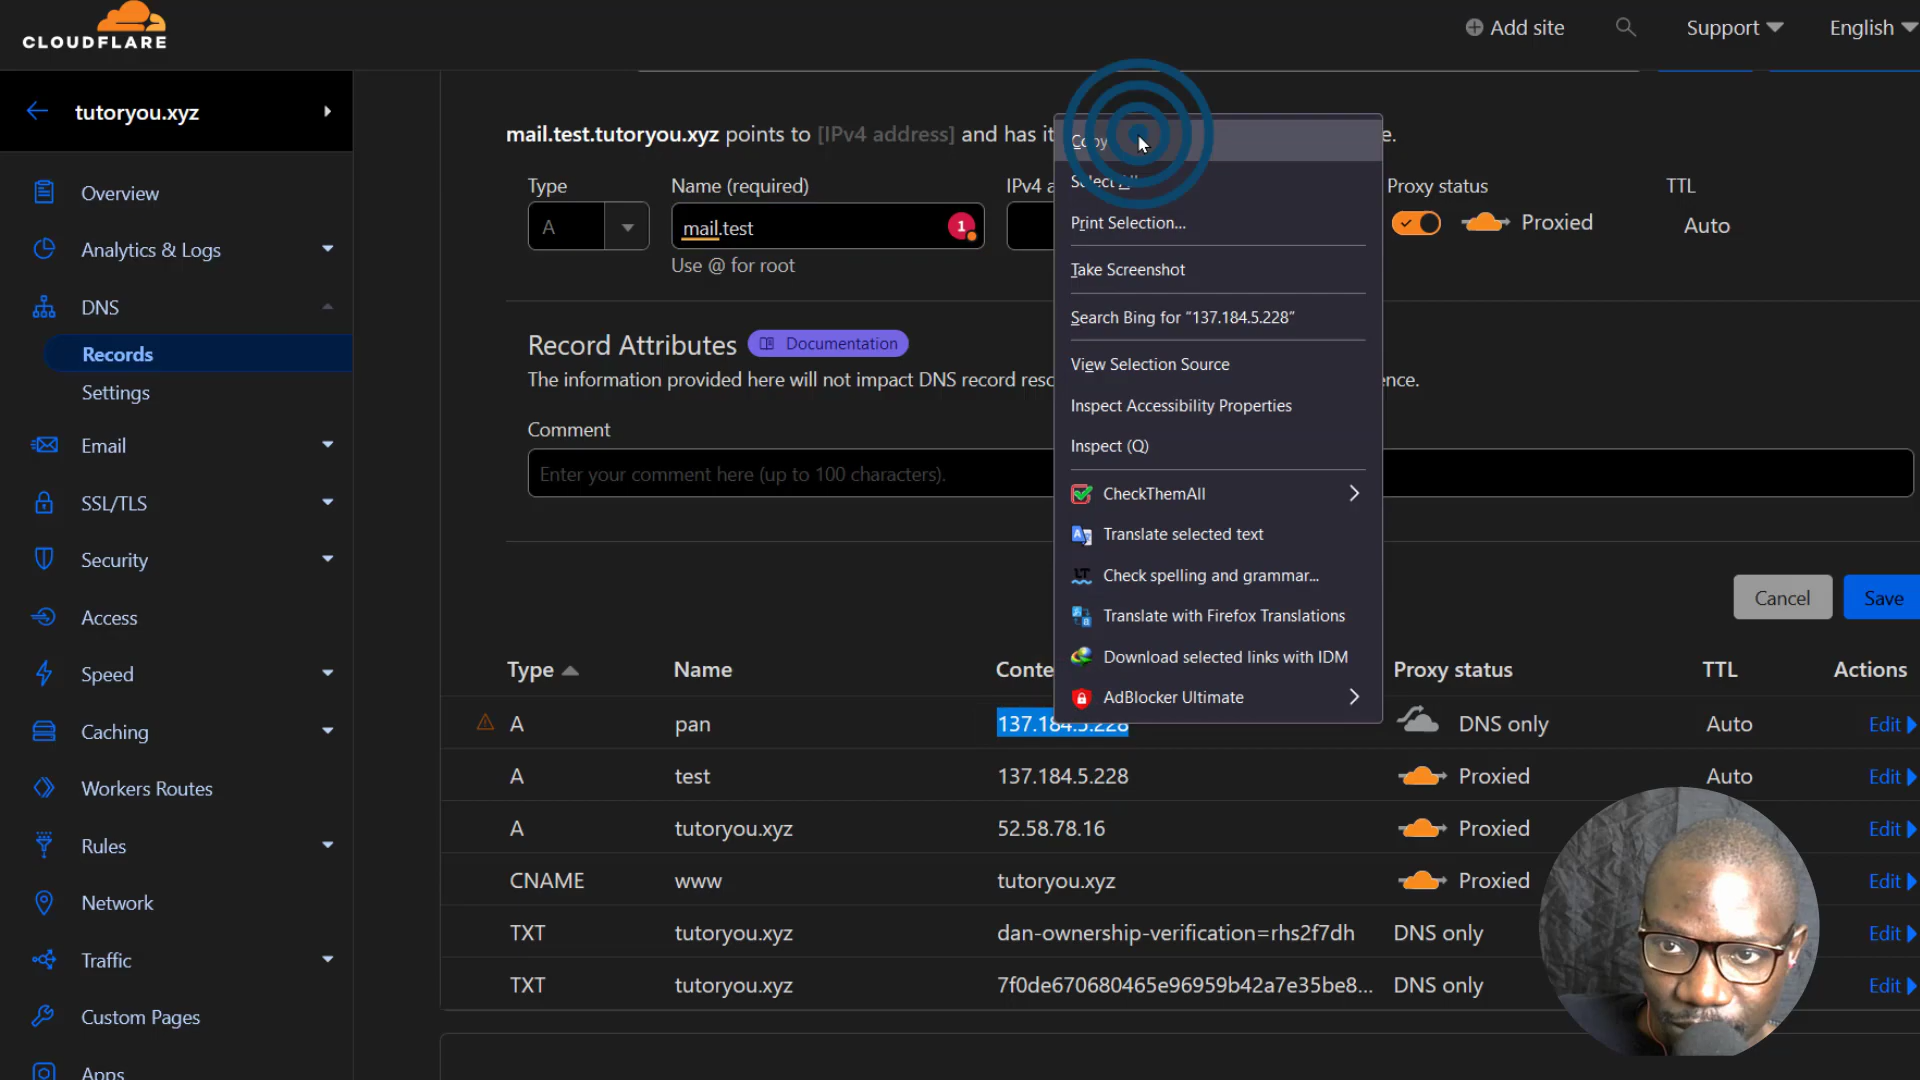 CLOUDFLARE
Add site
Support
English
tutoryou.xyz
Overview
Analytics & Logs
DNS
Records
Settings
Email
SSL/TLS
Security
Access
Speed
Caching
Workers Routes
Rules
Network
Traffic
Custom Pages
Apps
mail.test.tutoryou.xyz points to [IPv4 address] and has it
e.
Type
Name (required)
IPv4 a
Proxy status
TTL
A
mail.test
1
Proxied
Auto
Use @ for root
Record Attributes
Documentation
The information provided here will not impact DNS record reso
ence.
Comment
Enter your comment here (up to 100 characters).
Copy
Select All
Print Selection...
Take Screenshot
Search Bing for “137.184.5.228”
View Selection Source
Inspect Accessibility Properties
Inspect (Q)
CheckThemAll
Translate selected text
Check spelling and grammar...
Translate with Firefox Translations
Download selected links with IDM
AdBlocker Ultimate
Cancel
Save
Type
Name
Conte
Proxy status
TTL
Actions
A pan 137.184.5.228 DNS only Auto Edit
A test 137.184.5.228 Proxied Auto Edit
A tutoryou.xyz 52.58.78.16 Proxied Edit
CNAME www tutoryou.xyz Proxied Edit
TXT tutoryou.xyz dan-ownership-verification=rhs2f7dh DNS only Edit
TXT tutoryou.xyz 7f0de670680465e96959b42a7e35be8... DNS only Edit